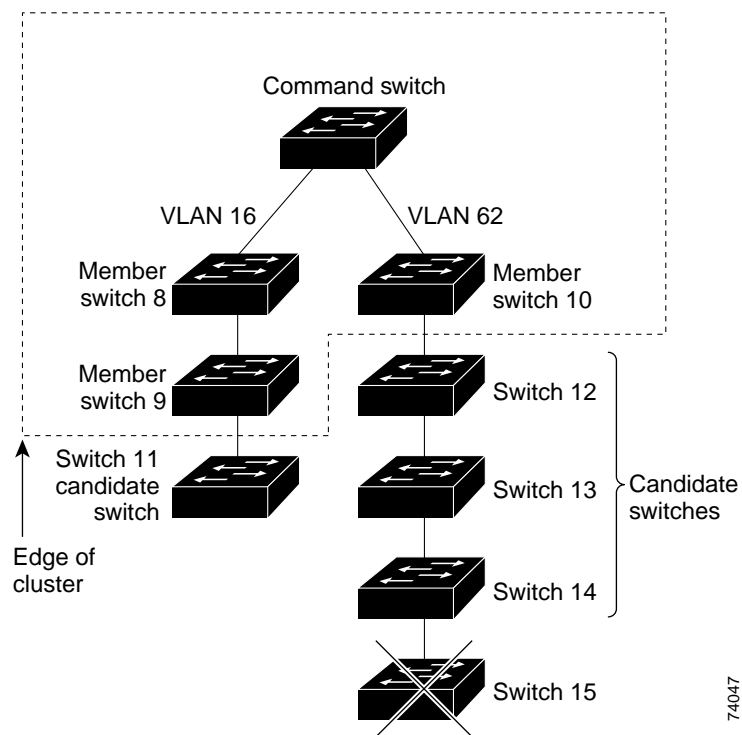 Command switch
VLAN 16
VLAN 62
Member
switch 8
Member
switch 10
Member
switch 9
Switch 12
Switch 11
candidate
switch
Switch 13
Candidate
switches
Edge of
cluster
Switch 14
Switch 15
74047